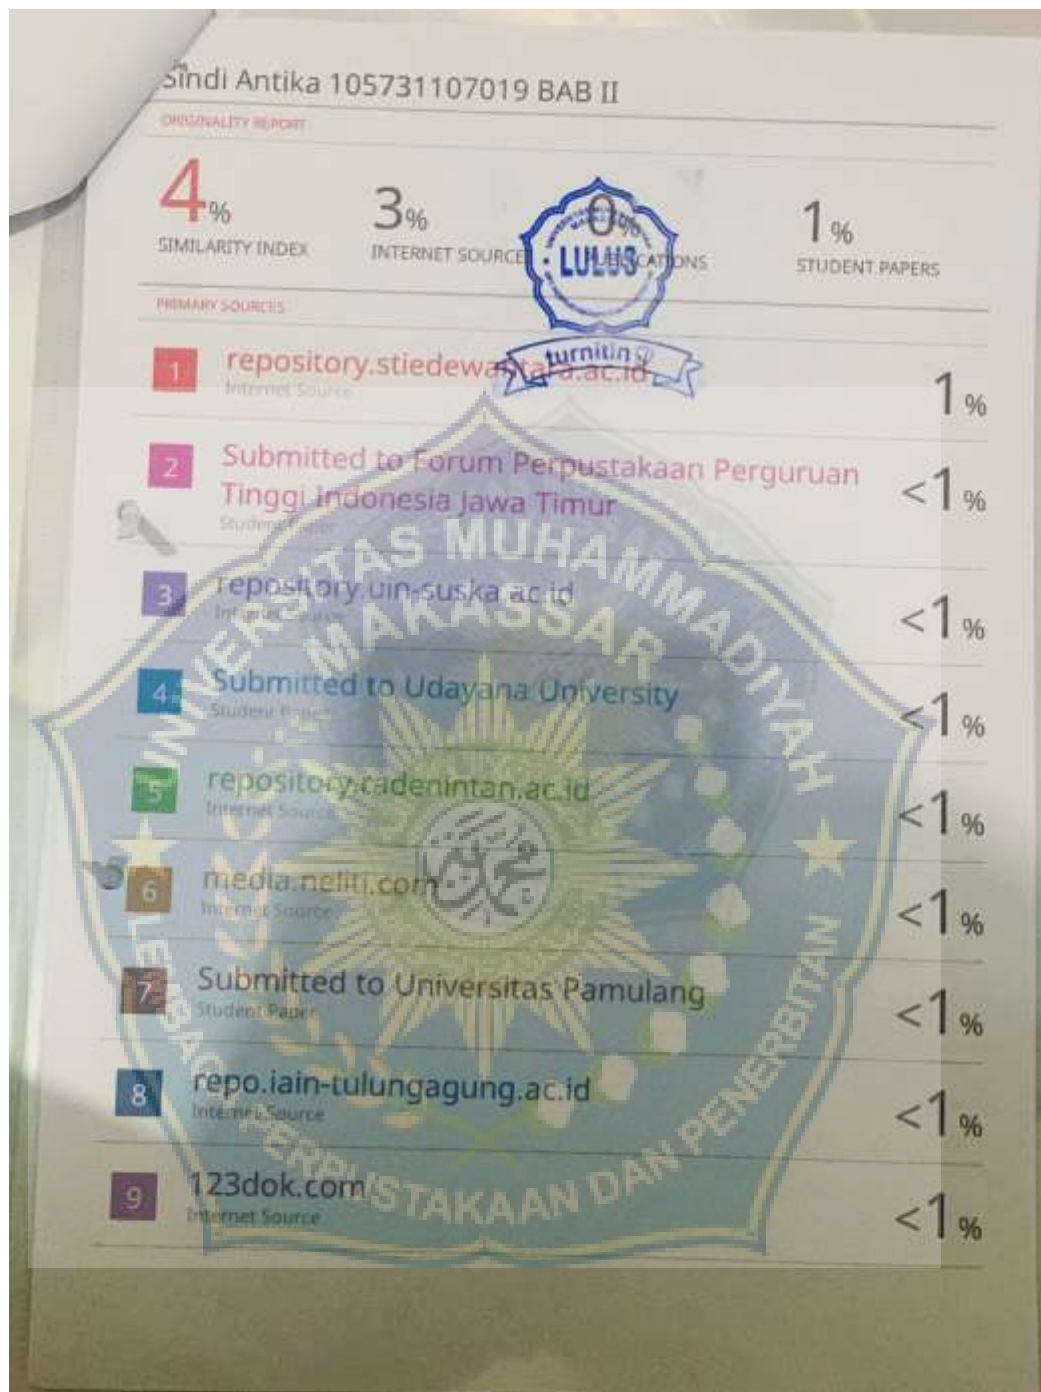 Sindi Antika 105731107019 BAB II
ORIGINALITY REPORT
4%
SIMILARITY INDEX
3%
INTERNET SOURCES
0%
PUBLICATIONS
1%
STUDENT PAPERS
LULUS
turnitin
PRIMARY SOURCES
1
repository.stiedewantara.ac.id
Internet Source
1%
2
Submitted to Forum Perpustakaan Perguruan
Tinggi Indonesia Jawa Timur
Student Paper
<1%
3
repository.uin-suska.ac.id
Internet Source
<1%
4
Submitted to Udayana University
Student Paper
<1%
5
repository.radenintan.ac.id
Internet Source
<1%
6
media.neliti.com
Internet Source
<1%
7
Submitted to Universitas Pamulang
Student Paper
<1%
8
repo.iain-tulungagung.ac.id
Internet Source
<1%
9
123dok.com
Internet Source
<1%
UNIVERSITAS MUHAMMADIYAH
MAKASSAR
LEMBAGA PERPUSTAKAAN DAN PENERBITAN